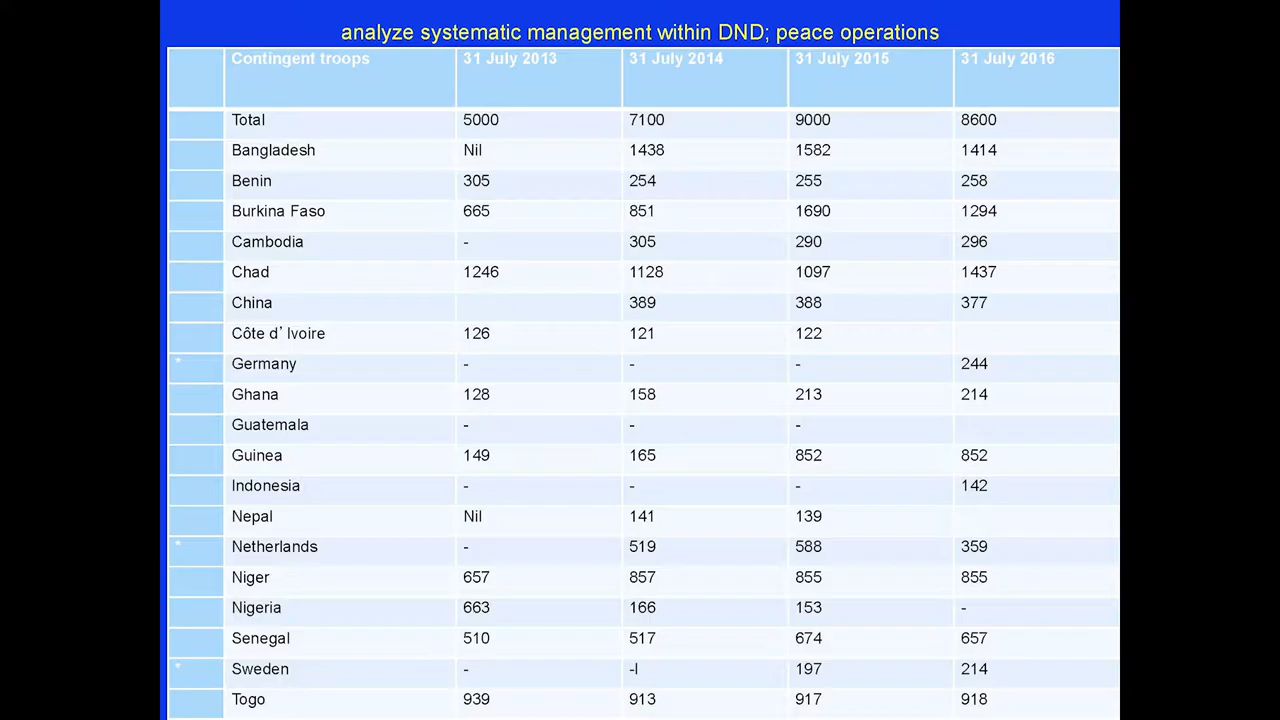 analyze systematic management within DND; peace operations
Contingent troops 31 July 2013 31 July 2014 31 July 2015 31 July 2016
Total 5000 7100 9000 8600
Bangladesh Nil 1438 1582 1414
Benin 305 254 255 258
Burkina Faso 665 851 1690 1294
Cambodia - 305 290 296
Chad 1246 1128 1097 1437
China 389 388 377
Côte d’ Ivoire 126 121 122
* Germany - - - 244
Ghana 128 158 213 214
Guatemala - - -
Guinea 149 165 852 852
Indonesia - - - 142
Nepal Nil 141 139
* Netherlands - 519 588 359
Niger 657 857 855 855
Nigeria 663 166 153 -
Senegal 510 517 674 657
* Sweden - -l 197 214
Togo 939 913 917 918